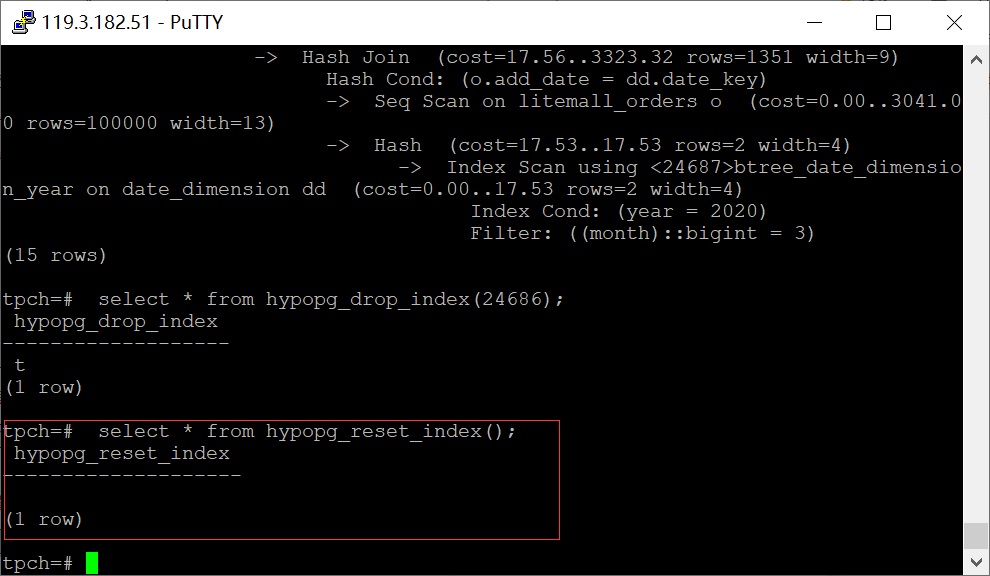 119.3.182.51 - PuTTY
->  Hash Join  (cost=17.56..3323.32 rows=1351 width=9)
Hash Cond: (o.add_date = dd.date_key)
->  Seq Scan on litemall_orders o  (cost=0.00..3041.0
0 rows=100000 width=13)
->  Hash  (cost=17.53..17.53 rows=2 width=4)
->  Index Scan using <24687>btree_date_dimensio
n_year on date_dimension dd  (cost=0.00..17.53 rows=2 width=4)
Index Cond: (year = 2020)
Filter: ((month)::bigint = 3)
(15 rows)
tpch=#  select * from hypopg_drop_index(24686);
hypopg_drop_index
-------------------
t
(1 row)
tpch=#  select * from hypopg_reset_index();
hypopg_reset_index
--------------------
(1 row)
tpch=#